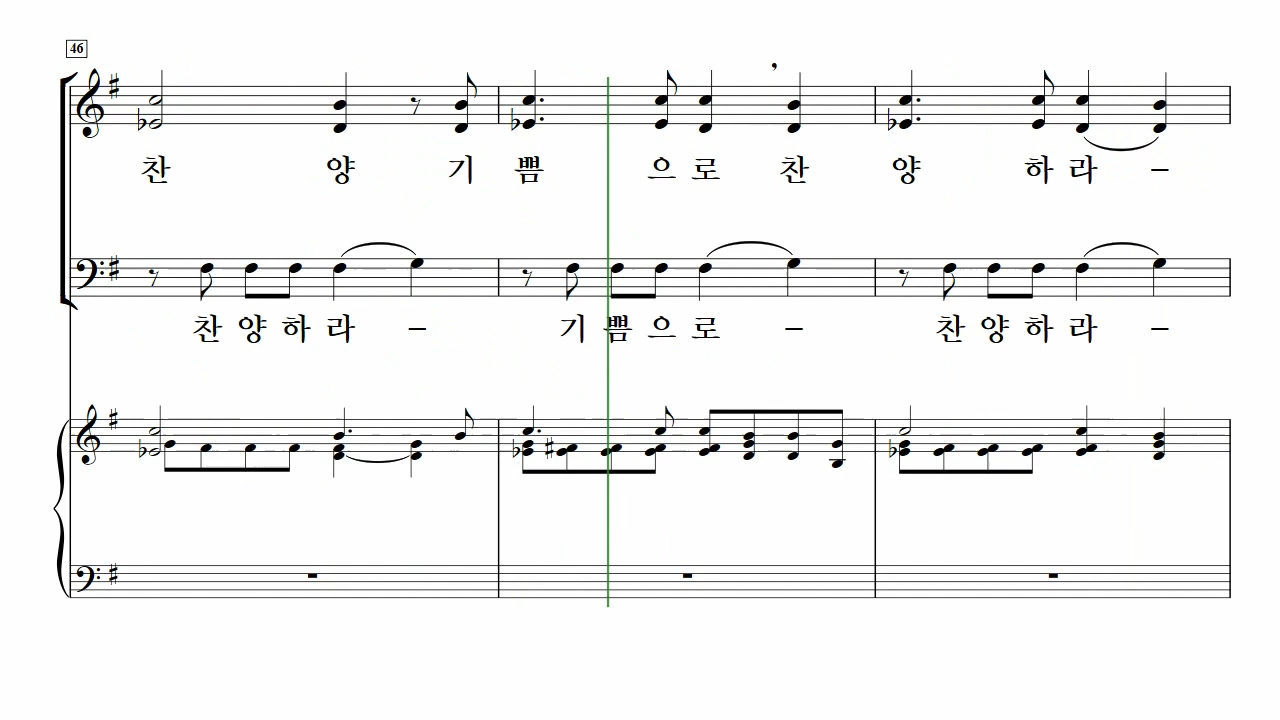 46
찬 양 기 쁨 으 로 찬 양 하 라 -
찬 양 하 라 - 기 쁨 으 로 - 찬 양 하 라 -